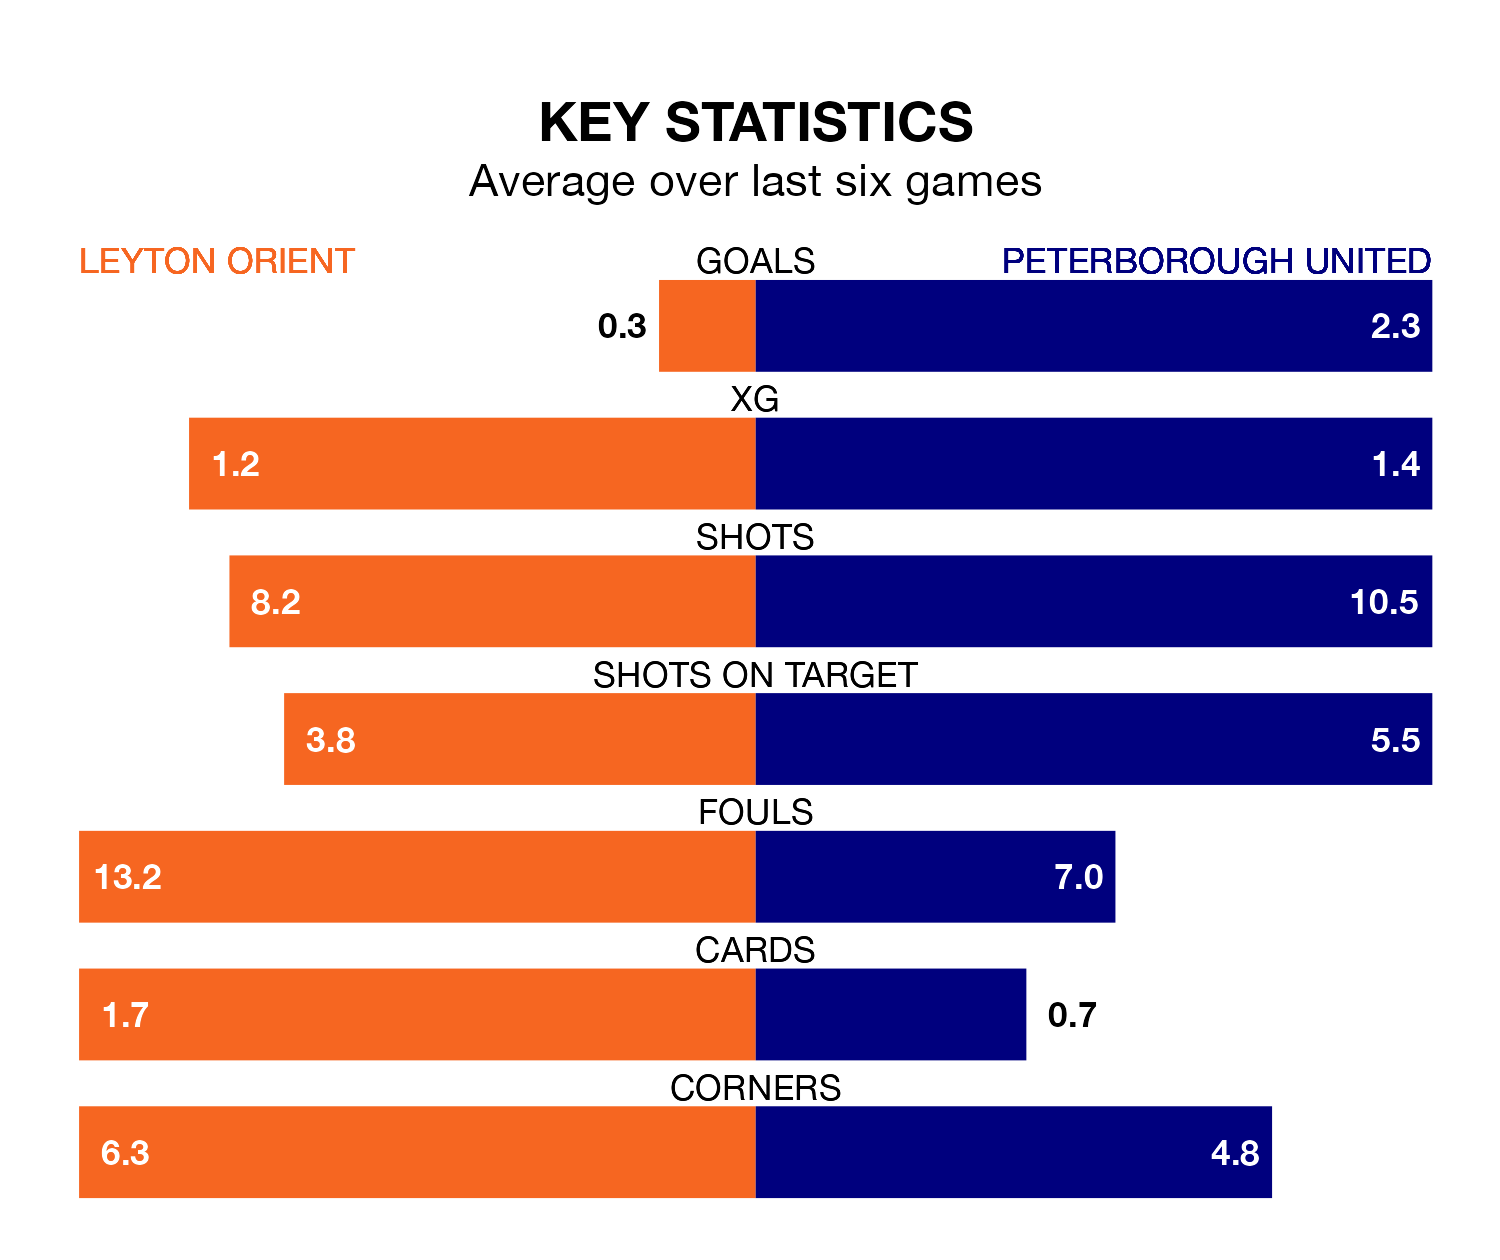 KEY STATISTICS
Average over last six games
LEYTON ORIENT GOALS PETERBOROUGH UNITED
0.3 2.3
XG
1.2 1.4
SHOTS
8.2 10.5
SHOTS ON TARGET
3.8 5.5
FOULS
13.2 7.0
CARDS
1.7 0.7
CORNERS
6.3 4.8